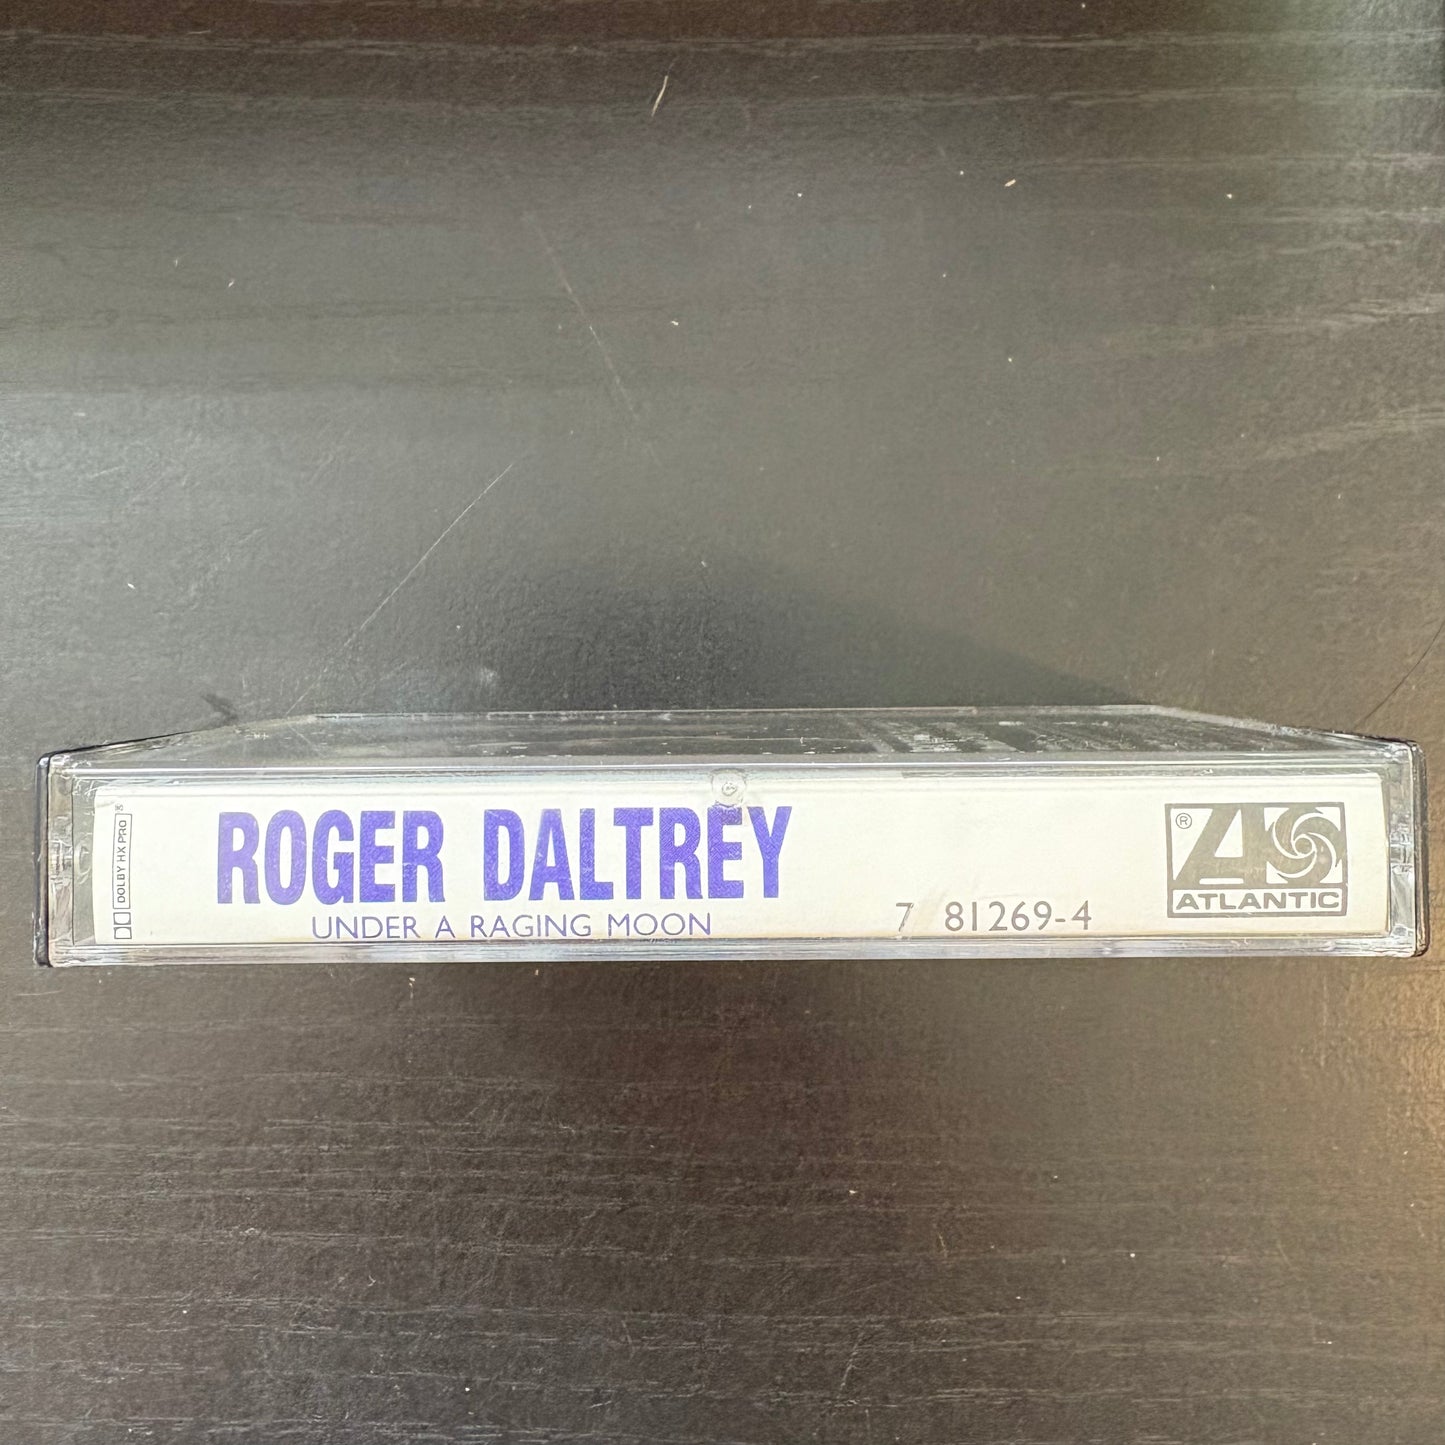 DOLBY HX PRO
ROGER DALTREY
UNDER A RAGING MOON
7 81269-4
®
ATLANTIC